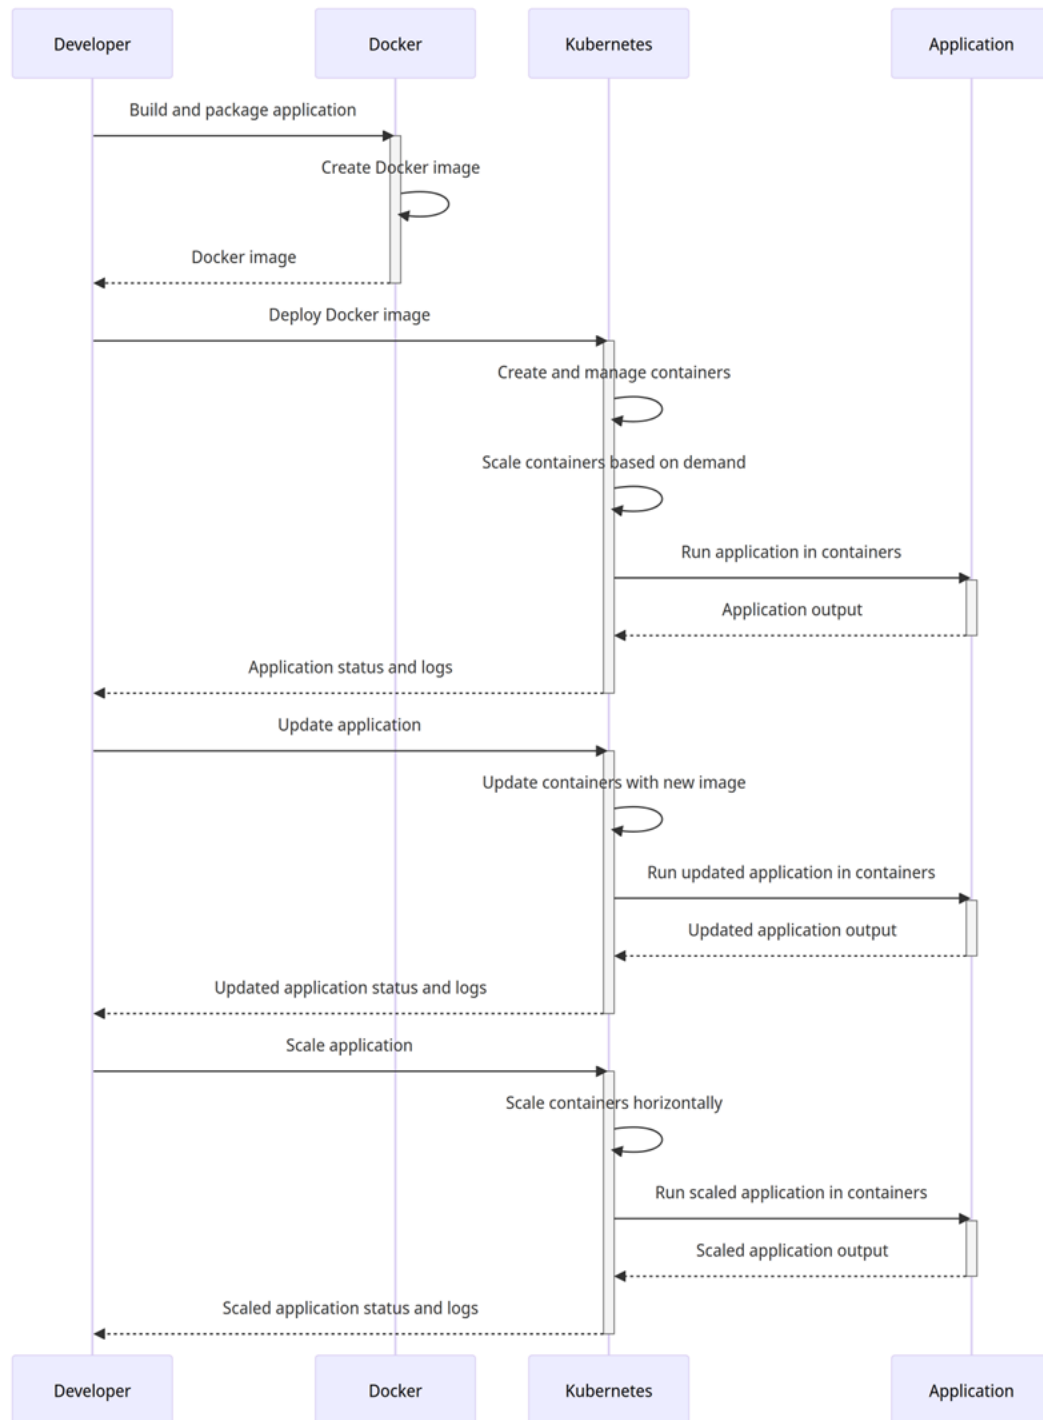 Developer
Docker
Kubernetes
Application
Build and package application
Create Docker image
Docker image
Deploy Docker image
Create and manage containers
Scale containers based on demand
Run application in containers
Application output
Application status and logs
Update application
Update containers with new image
Run updated application in containers
Updated application output
Updated application status and logs
Scale application
Scale containers horizontally
Run scaled application in containers
Scaled application output
Scaled application status and logs
Developer
Docker
Kubernetes
Application